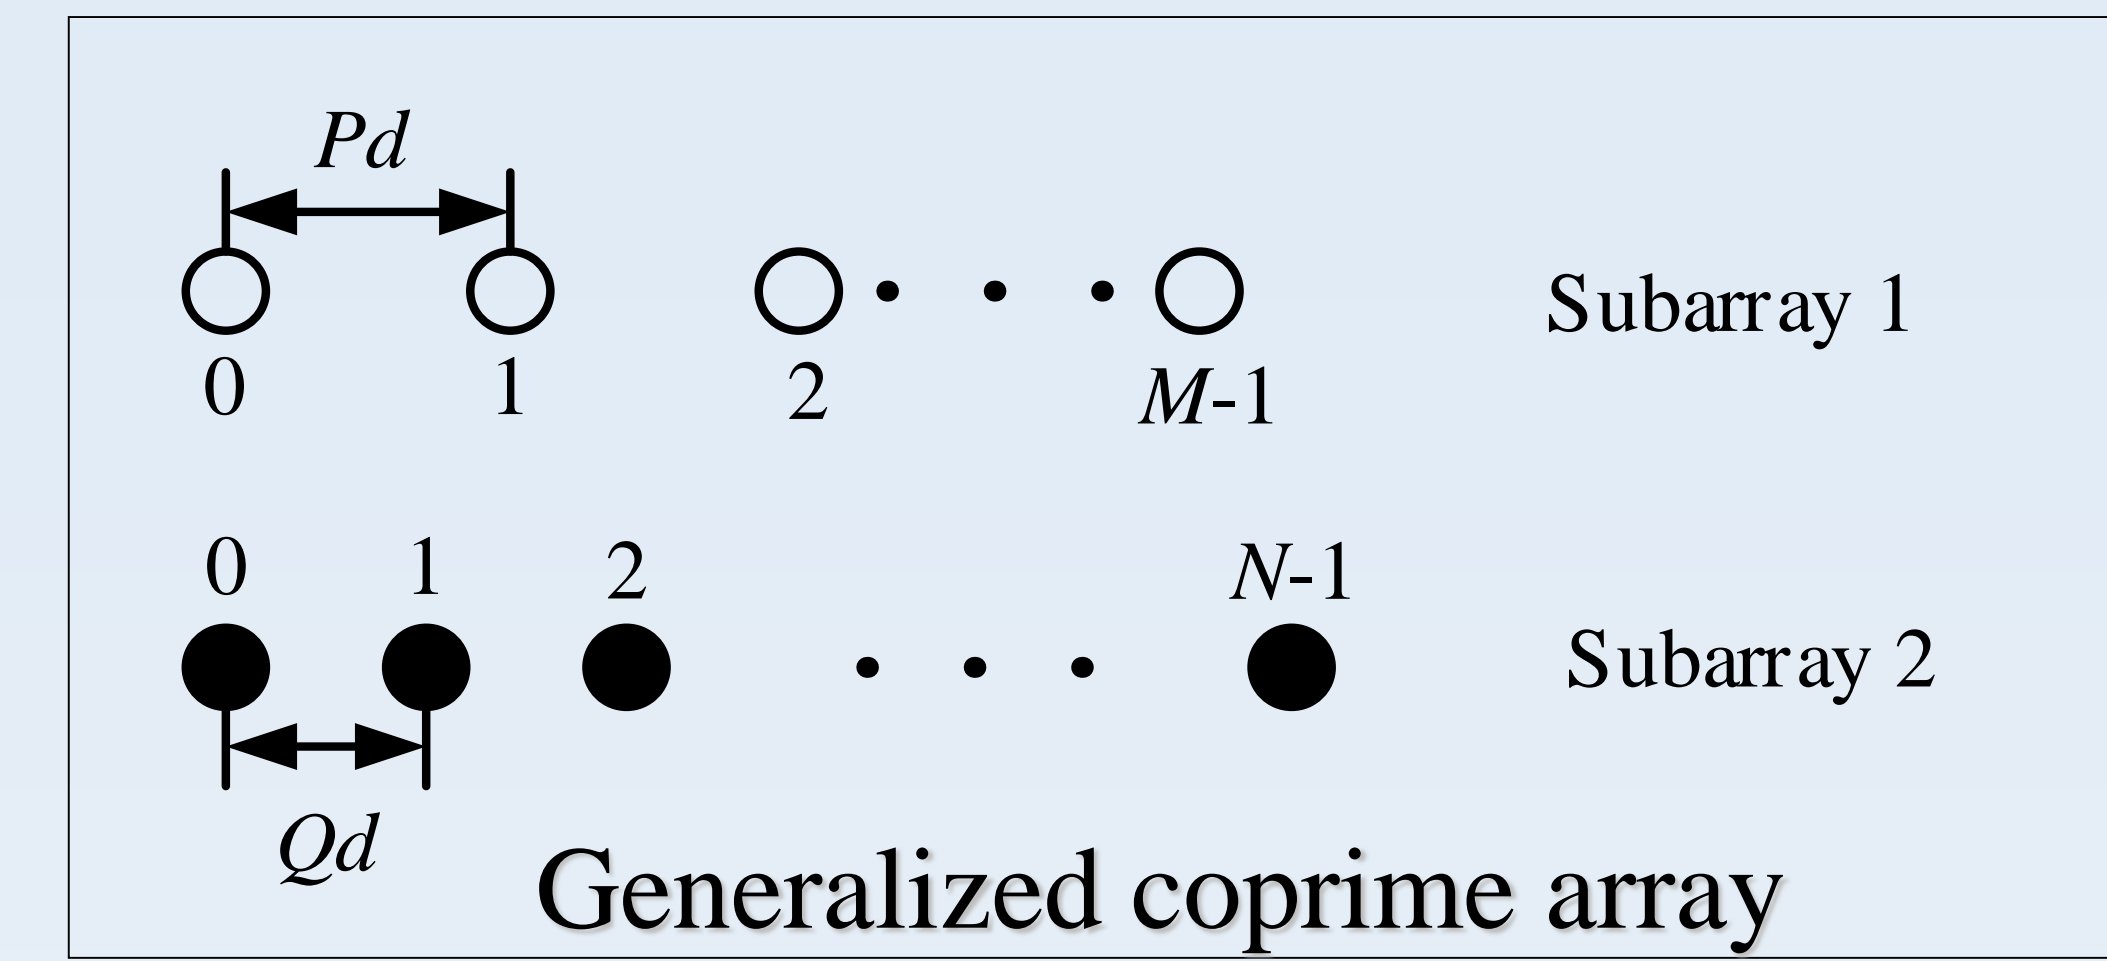 Pd
Subarray 1
0 1 2 M-1
0 1 2 N-1
Subarray 2
Qd
Generalized coprime array